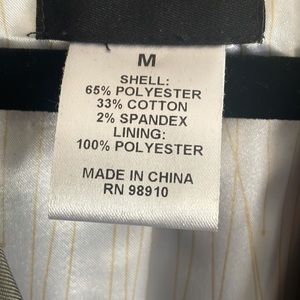 M
SHELL:
65% POLYESTER
33% COTTON
2% SPANDEX
LINING:
100% POLYESTER
MADE IN CHINA
RN 98910